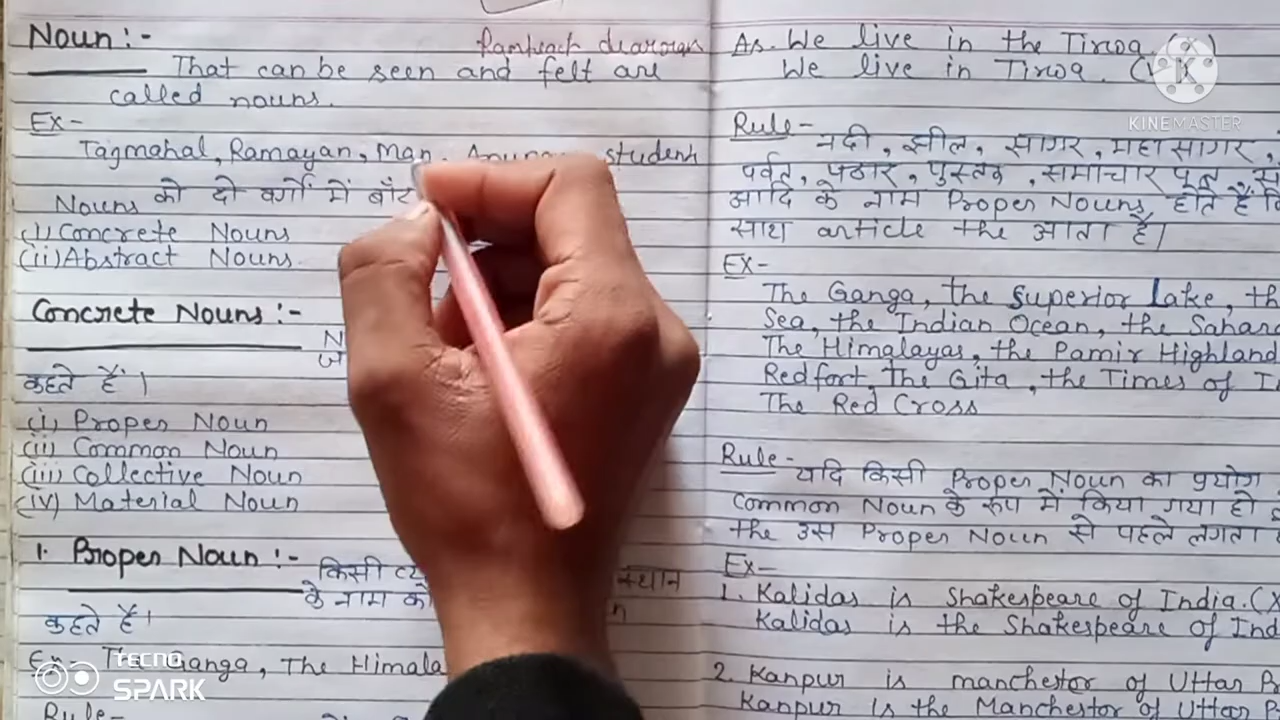 Noun :-
That can be seen and felt are
called nouns.
Ex-
Tagmahal, Ramayan, Man, student
Nouns को दो वर्गों में बाँट
(i) Concrete Nouns
(ii) Abstract Nouns
Concrete Nouns :-
कहते हैं।
(i) Proper Noun
(ii) Common Noun
(iii) Collective Noun
(iv) Material Noun
1. Proper Noun :-
किसी स्थान
के नाम को
कहते हैं।
Ex- Ganga, The Himala
Rule-
TECNO
SPARK
As. We live in the Tirwa
We live in Tirwa.
KINEMASTER
Rule-
नदी, झील, सागर, महासागर,
पर्वत, पठार, पुस्तक, समाचार पत्र
आदि के नाम Proper Nouns होते हैं
साथ article the आता है।
Ex-
The Ganga, the Superior lake,
Sea, the Indian Ocean, the Sahara
The Himalayas, the Pamir Highland
Redfort, The Gita, the Times of
The Red Cross
Rule- यदि किसी Proper Noun का प्रयोग
Common Noun के रूप में किया गया हो
the उस Proper Noun से पहले लगता
Ex-
1. Kalidas is Shakespeare of India. (x
Kalidas is the Shakespeare of Ind
2. Kanpur is manchester of Uttar
Kanpur is the Manchester of Uttar